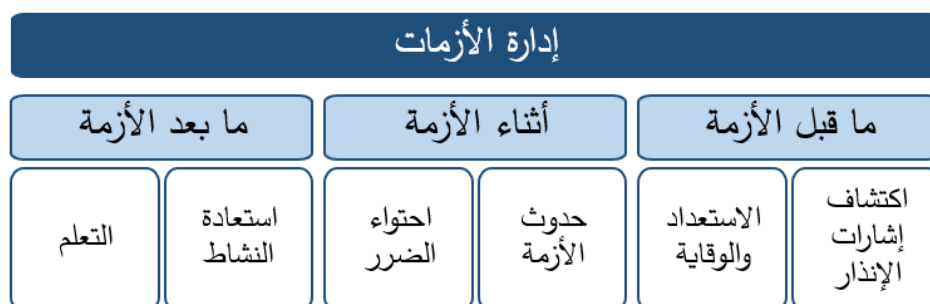 إدارة الأزمات
ما قبل الأزمة
أثناء الأزمة
ما بعد الأزمة
اكتشاف
إشارات
الإنذار
الاستعداد
والوقاية
حدوث
الأزمة
احتواء
الضرر
استعادة
النشاط
التعلم